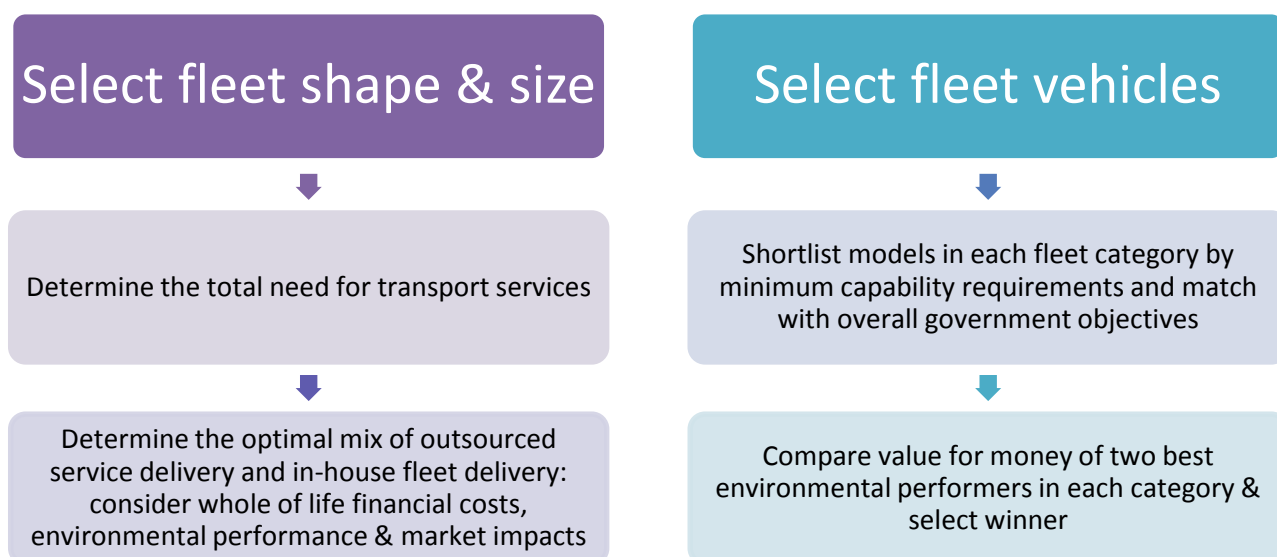 Select fleet shape & size
Determine the total need for transport services
Determine the optimal mix of outsourced
service delivery and in-house fleet delivery:
consider whole of life financial costs,
environmental performance & market impacts
Select fleet vehicles
Shortlist models in each fleet category by
minimum capability requirements and match
with overall government objectives
Compare value for money of two best
environmental performers in each category &
select winner